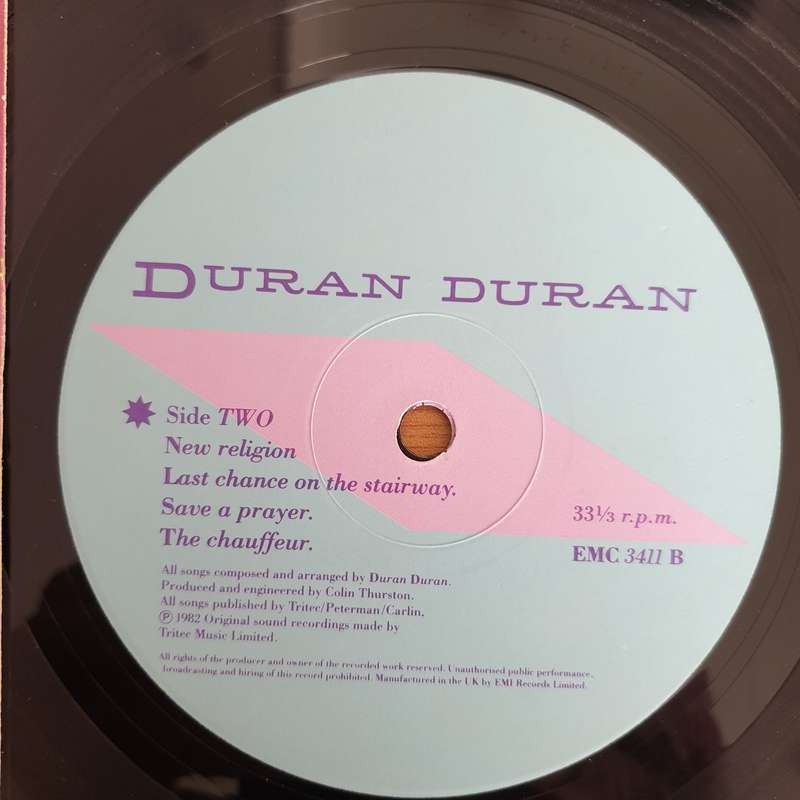 DURAN DURAN
Side TWO
New religion
Last chance on the stairway.
Save a prayer.
The chauffeur.
33⅓ r.p.m.
EMC 3411 B
All songs composed and arranged by Duran Duran.
Produced and engineered by Colin Thurston.
All songs published by Tritec/Peterman/Carlin,
℗ 1982 Original sound recordings made by
Tritec Music Limited.
All rights of the producer and owner of the recorded work reserved. Unauthorised public performance,
broadcasting and hiring of this record prohibited. Manufactured in the UK by EMI Records Limited.